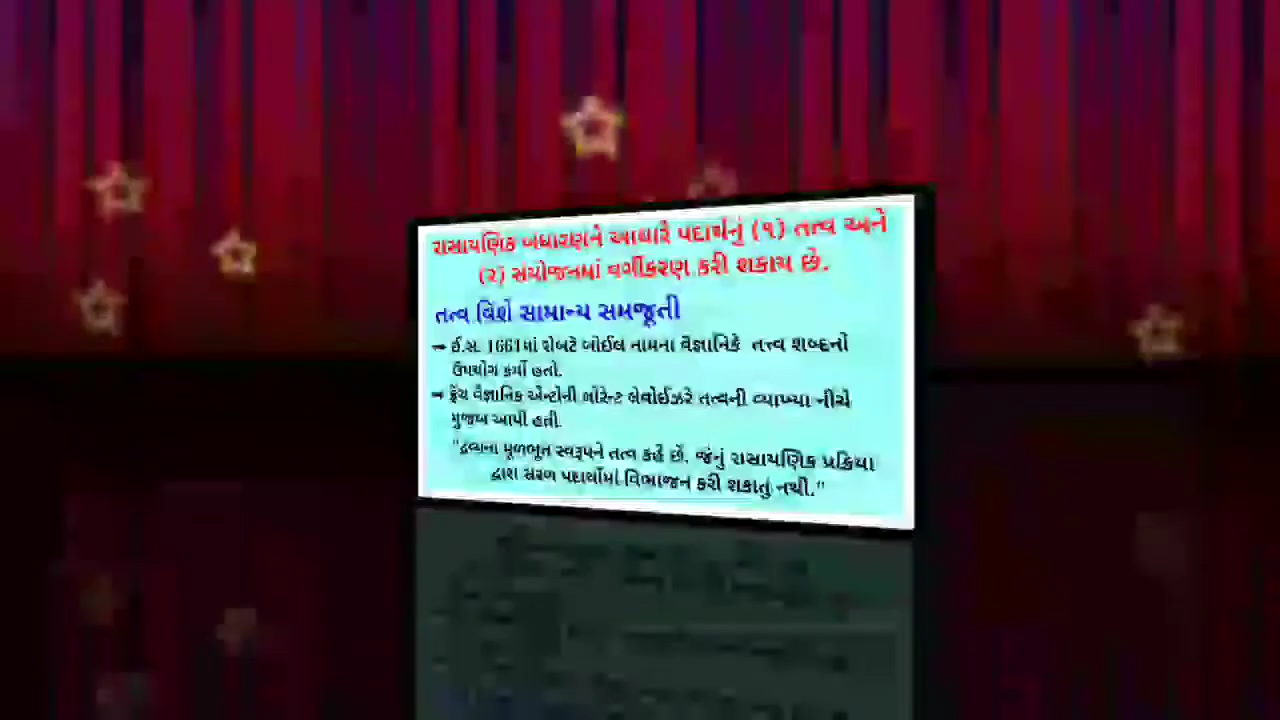 રાસાયણિક બંધારણને આધારે પદાર્થનું (૧) તત્વ અને
(૨) સંયોજનમાં વર્ગીકરણ કરી શકાય છે.
તત્વ વિશે સામાન્ય સમજૂતી
→ ઈ.સ. 1661માં રોબર્ટ બોઈલ નામના વૈજ્ઞાનિકે તત્ત્વ શબ્દનો
ઉપયોગ કર્યો હતો.
→ ફ્રેંચ વૈજ્ઞાનિક એન્ટોની લોરેન્ટ લેવોઈઝરે તત્વની વ્યાખ્યા નીચે
મુજબ આપી હતી.
"દ્રવ્યના મૂળભૂત સ્વરૂપને તત્વ કહે છે. જેનું રાસાયણિક પ્રક્રિયા
દ્વારા સરળ પદાર્થોમાં વિભાજન કરી શકાતું નથી."